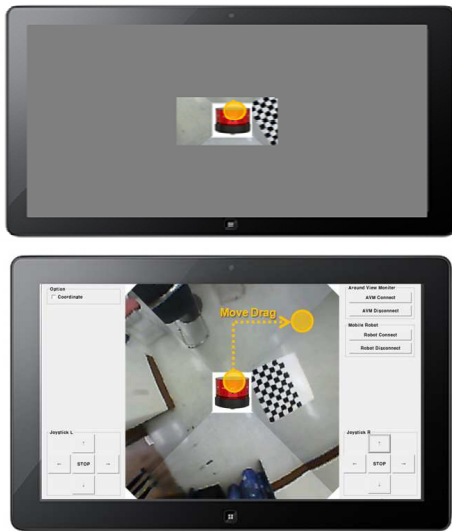 Option
Coordinate
Move Drag
Around View Moniter
AVM Connect
AVM Disconnect
Mobile Robot
Robot Connect
Robot Disconnect
Joystick L
↑
← STOP →
↓
Joystick R
↑
← STOP →
↓